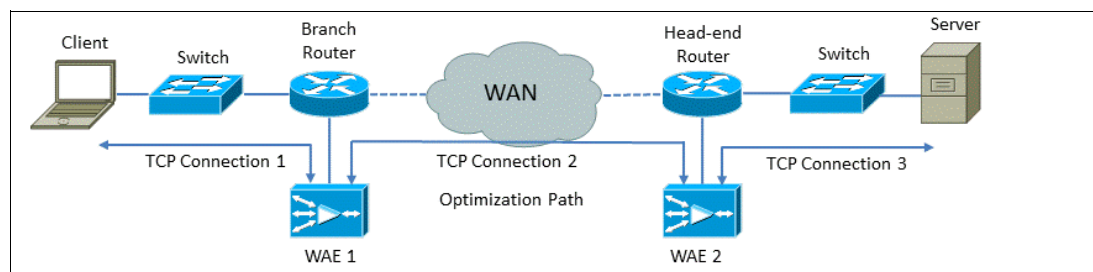 Client
Switch
Branch
Router
WAN
Head-end
Router
Switch
Server
TCP Connection 1
TCP Connection 2
TCP Connection 3
Optimization Path
WAE 1
WAE 2